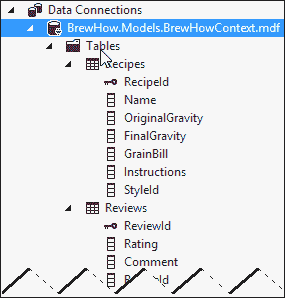 Data Connections
BrewHow.Models.BrewHowContext.mdf
Tables
Recipes
RecipeId
Name
OriginalGravity
FinalGravity
GrainBill
Instructions
StyleId
Reviews
ReviewId
Rating
Comment